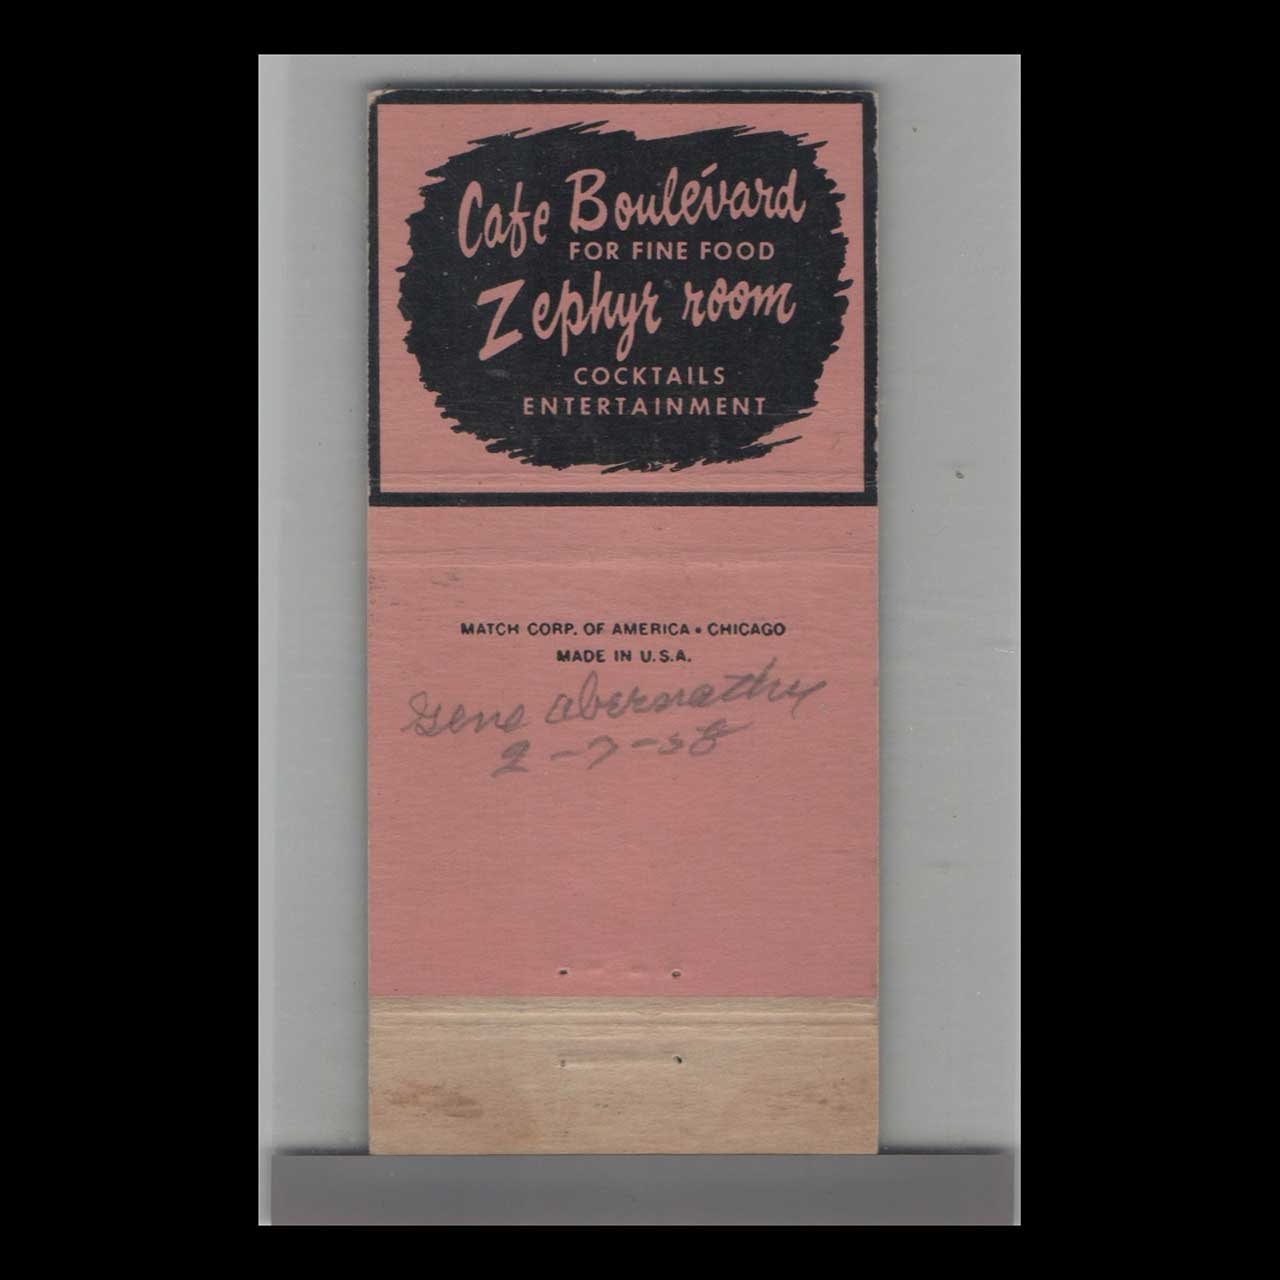 Cafe Boulévard
FOR FINE FOOD
Zephyr room
COCKTAILS
ENTERTAINMENT
MATCH CORP. OF AMERICA • CHICAGO
MADE IN U.S.A.
Gene Abernathy
2-7-58